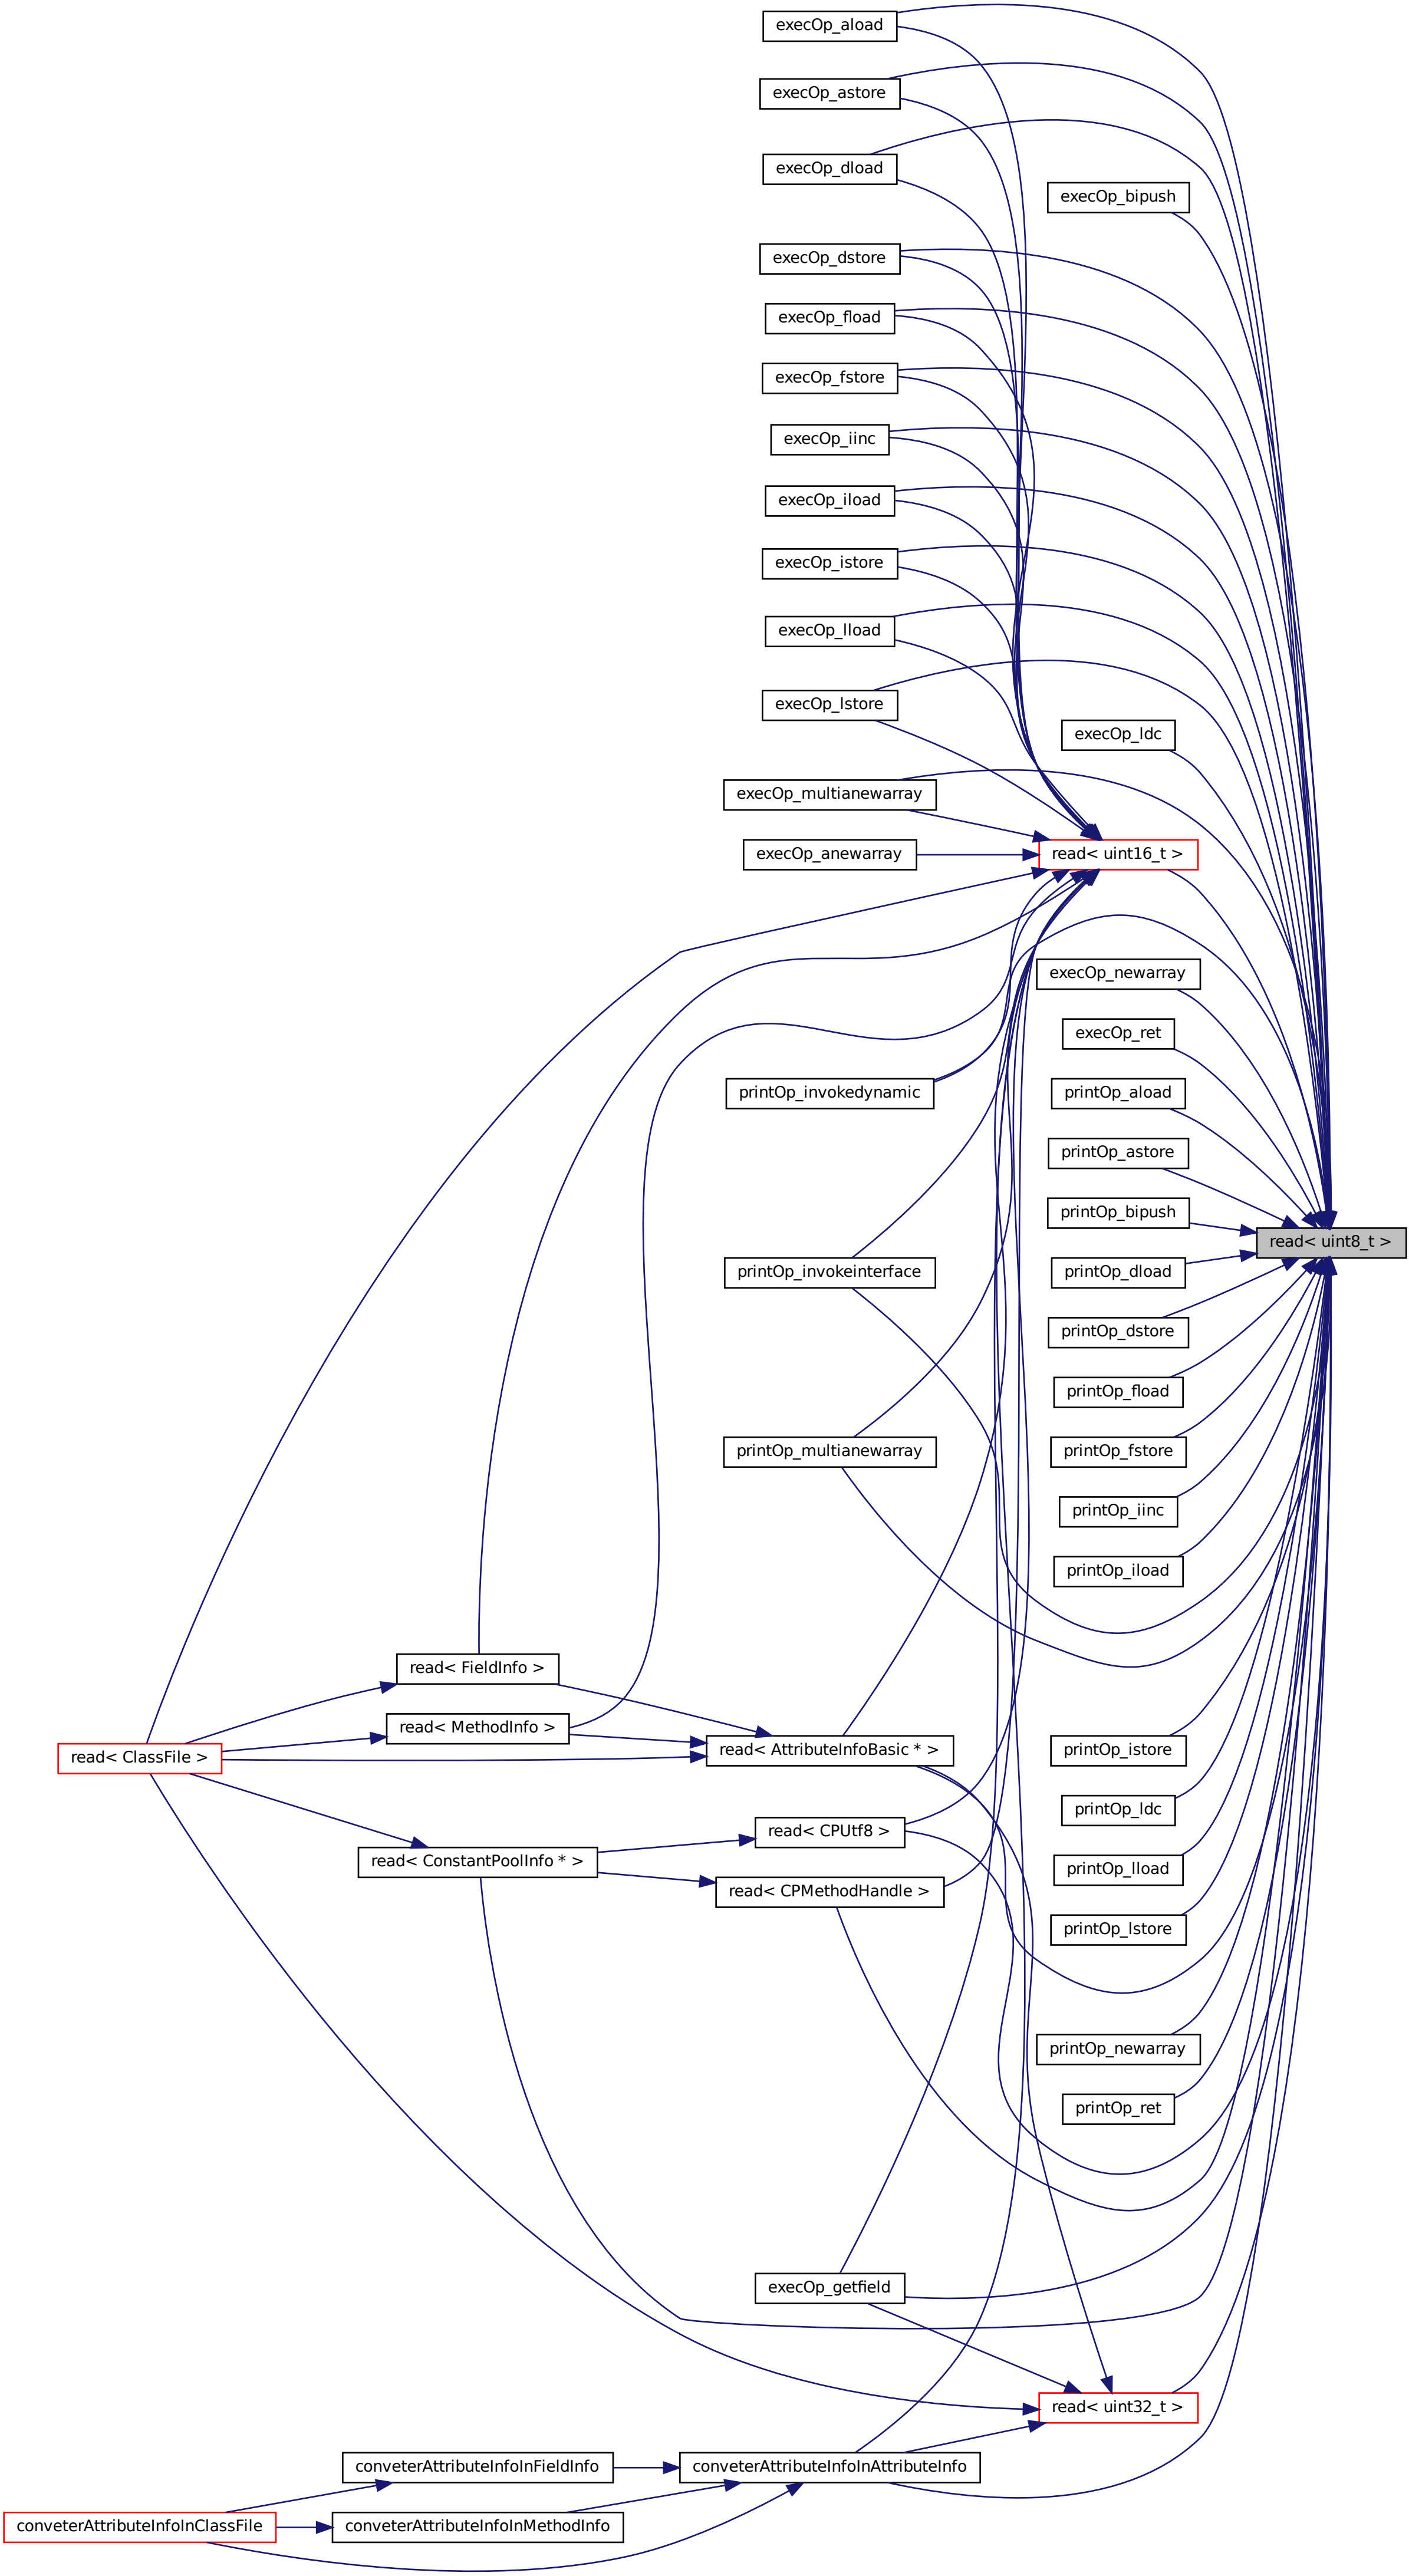 execOp_aload
execOp_astore
execOp_dload
execOp_bipush
execOp_dstore
execOp_fload
execOp_fstore
execOp_iinc
execOp_iload
execOp_istore
execOp_lload
execOp_lstore
execOp_ldc
execOp_multianewarray
execOp_anewarray
read< uint16_t >
execOp_newarray
execOp_ret
printOp_invokedynamic
printOp_aload
printOp_astore
printOp_bipush
read< uint8_t >
printOp_invokeinterface
printOp_dload
printOp_dstore
printOp_fload
printOp_multianewarray
printOp_fstore
printOp_iinc
printOp_iload
read< FieldInfo >
read< MethodInfo >
read< ClassFile >
read< AttributeInfoBasic * >
printOp_istore
printOp_ldc
read< CPUtf8 >
read< ConstantPoolInfo * >
printOp_lload
read< CPMethodHandle >
printOp_lstore
printOp_newarray
printOp_ret
execOp_getfield
read< uint32_t >
conveterAttributeInfoInFieldInfo
conveterAttributeInfoInAttributeInfo
conveterAttributeInfoInClassFile
conveterAttributeInfoInMethodInfo